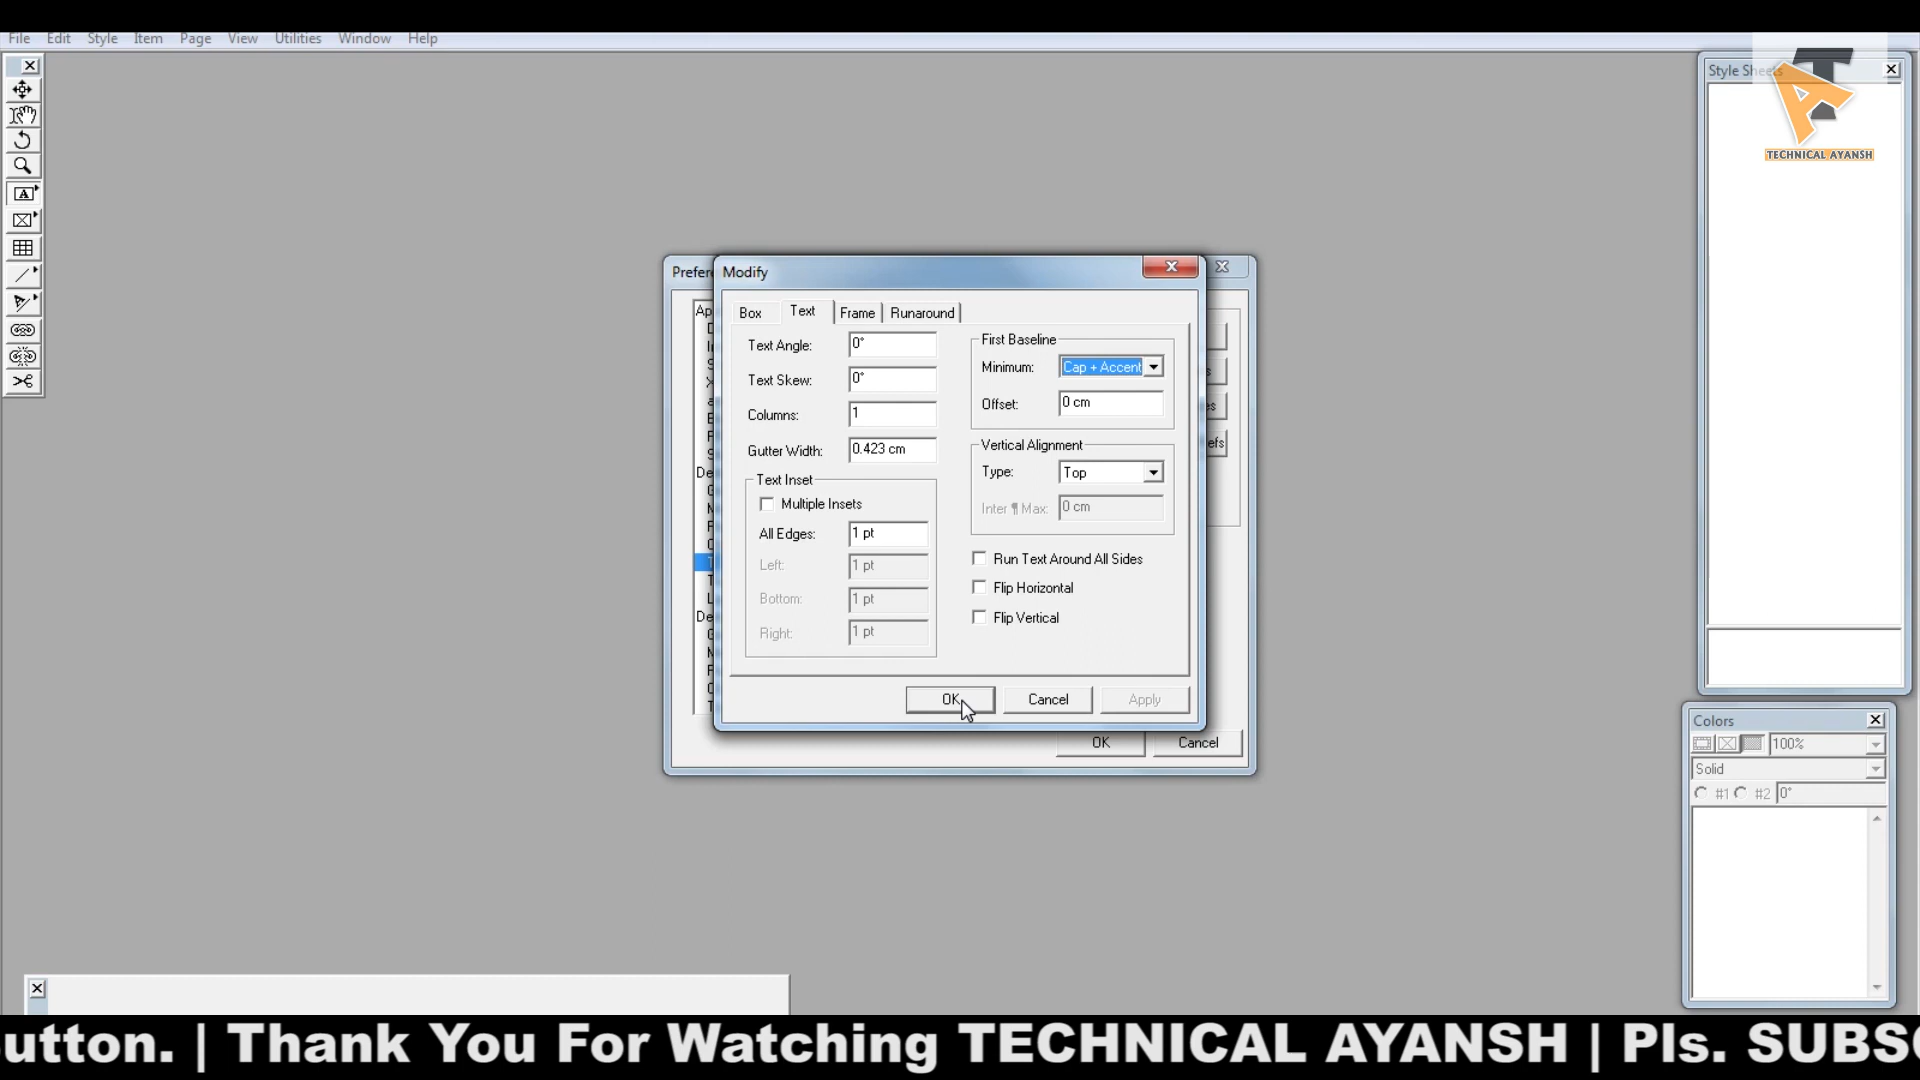 File Edit Style Item Page View Utilities Window Help
Style Sheets
TECHNICAL AYANSH
Modify
Box Text Frame Runaround
Text Angle: 0°
Text Skew: 0°
Columns: 1
Gutter Width: 0.423 cm
Text Inset
Multiple Insets
All Edges: 1 pt
Left: 1 pt
Bottom: 1 pt
Right: 1 pt
First Baseline
Minimum: Cap + Accent
Offset: 0 cm
Vertical Alignment
Type: Top
Inter ¶ Max: 0 cm
Run Text Around All Sides
Flip Horizontal
Flip Vertical
OK Cancel Apply
OK Cancel
Colors
100%
Solid
#1 #2 0°
| Thank You For Watching TECHNICAL AYANSH | Pls.